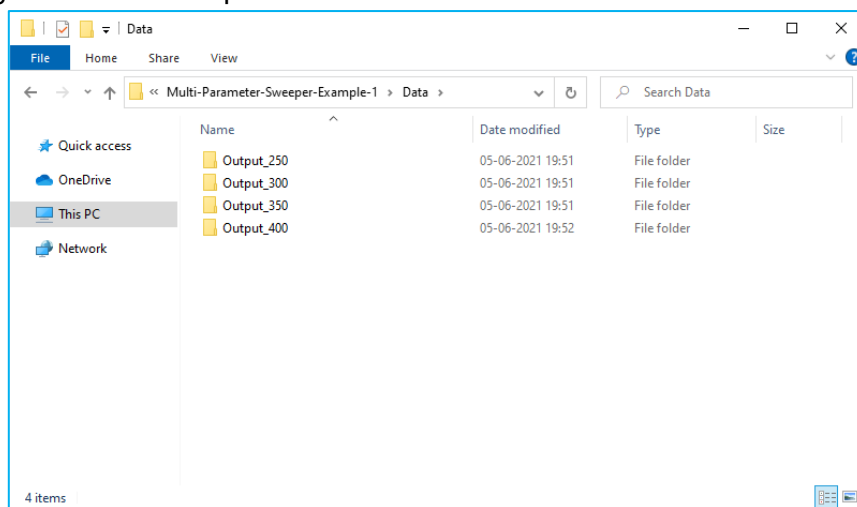 Data
File Home Share View
« Multi-Parameter-Sweeper-Example-1 › Data › Search Data
Name Date modified Type Size
Quick access
OneDrive
This PC
Network
Output_250 05-06-2021 19:51 File folder
Output_300 05-06-2021 19:51 File folder
Output_350 05-06-2021 19:51 File folder
Output_400 05-06-2021 19:52 File folder
4 items